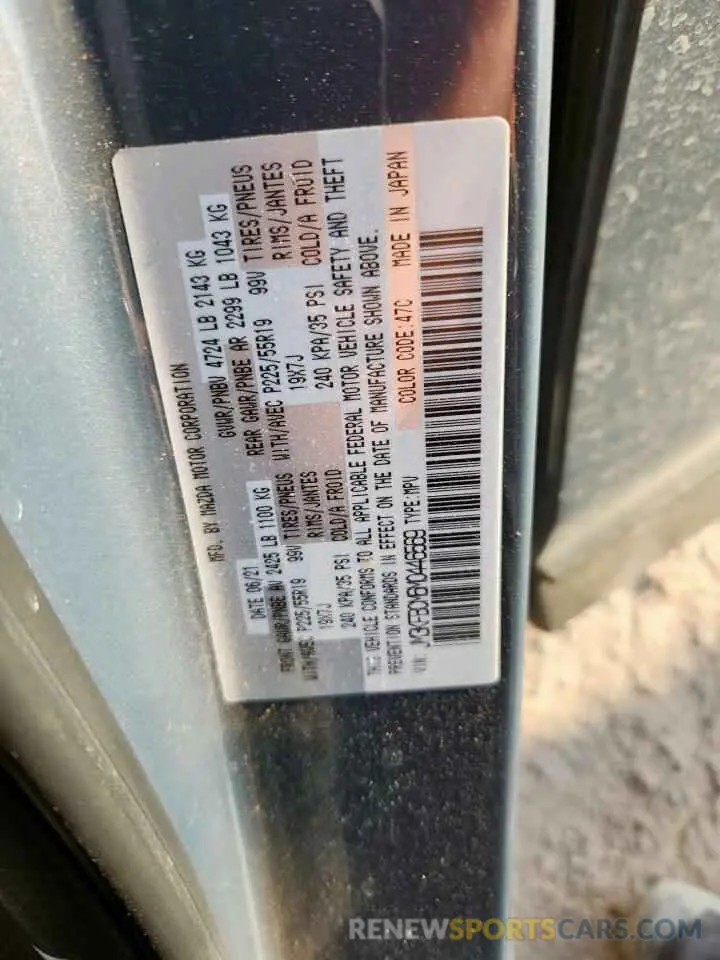 MFD. BY MAZDA MOTOR CORPORATION
DATE 06/21 GVWR/PNBV 4724 LB 2143 KG
FRONT GAWR/PNBE AV 2425 LB 1100 KG REAR GAWR/PNBE AR 2299 LB 1043 KG
WITH/AVEC P225/55R19 99V TIRES/PNEUS WITH/AVEC P225/55R19 99V TIRES/PNEUS
19X7J RIMS/JANTES 19X7J RIMS/JANTES
240 KPA/35 PSI COLD/A FROID 240 KPA/35 PSI COLD/A FROID
THIS VEHICLE CONFORMS TO ALL APPLICABLE FEDERAL MOTOR VEHICLE SAFETY AND THEFT
PREVENTION STANDARDS IN EFFECT ON THE DATE OF MANUFACTURE SHOWN ABOVE.
COLOR CODE:47C MADE IN JAPAN
VIN: TYPE:MPV
RENEWSPORTSCARS.COM